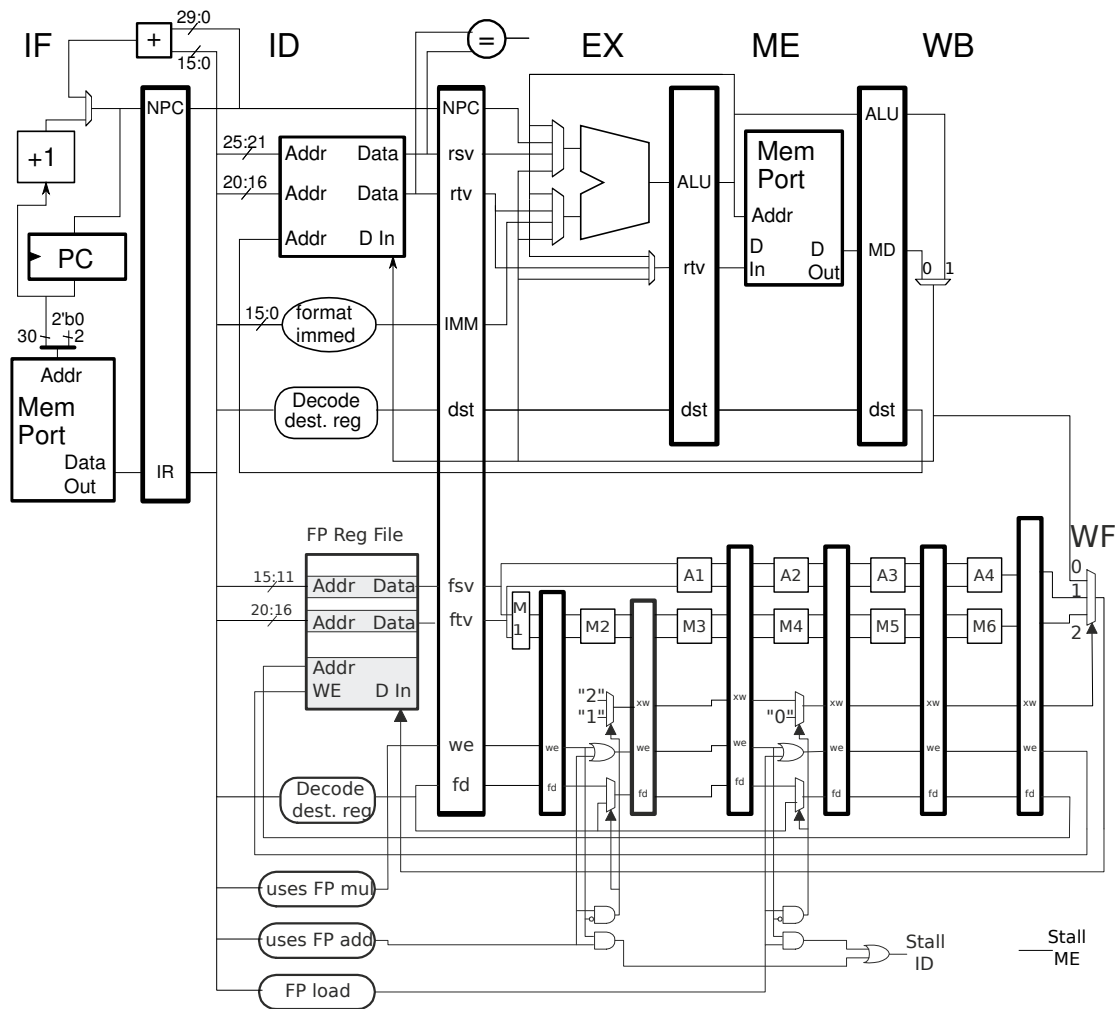 IF
ID
EX
ME
WB
29:0
+
15:0
=
NPC
NPC
ALU
+1
25:21
Addr
Data
rsv
20:16
Addr
Data
rtv
Addr
D In
Mem
Port
Addr
D
In
D
Out
ALU
rtv
MD
0
1
PC
15:0
format
immed
IMM
2'b0
30
2
Addr
Mem
Port
Data
Out
Decode
dest. reg
dst
dst
dst
IR
FP Reg File
WF
15:11
Addr
Data
fsv
20:16
Addr
Data
ftv
Addr
WE
D In
M
1
M2
A1
A2
A3
A4
M3
M4
M5
M6
0
1
2
"2"
"1"
xw
xw
"0"
xw
xw
xw
we
we
we
we
we
we
we
fd
fd
fd
fd
fd
fd
fd
Decode
dest. reg
uses FP mul
uses FP add
FP load
Stall
ID
Stall
ME